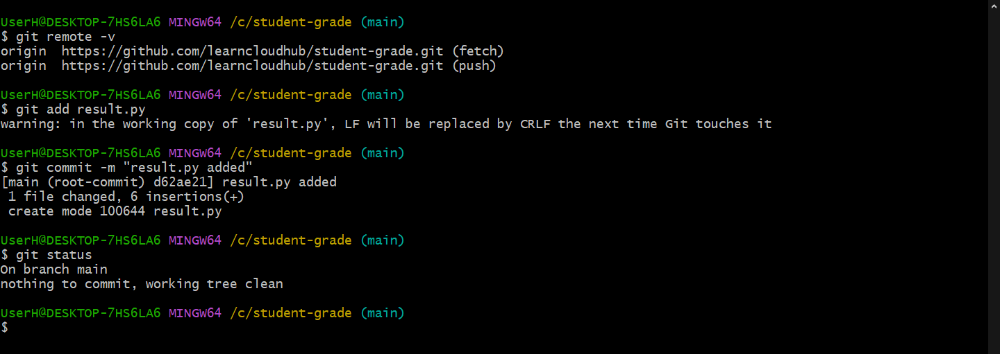 UserH@DESKTOP-7HS6LA6 MINGW64 /c/student-grade (main)
$ git remote -v
origin  https://github.com/learncloudhub/student-grade.git (fetch)
origin  https://github.com/learncloudhub/student-grade.git (push)
UserH@DESKTOP-7HS6LA6 MINGW64 /c/student-grade (main)
$ git add result.py
warning: in the working copy of 'result.py', LF will be replaced by CRLF the next time Git touches it
UserH@DESKTOP-7HS6LA6 MINGW64 /c/student-grade (main)
$ git commit -m "result.py added"
[main (root-commit) d62ae21] result.py added
 1 file changed, 6 insertions(+)
 create mode 100644 result.py
UserH@DESKTOP-7HS6LA6 MINGW64 /c/student-grade (main)
$ git status
On branch main
nothing to commit, working tree clean
UserH@DESKTOP-7HS6LA6 MINGW64 /c/student-grade (main)
$